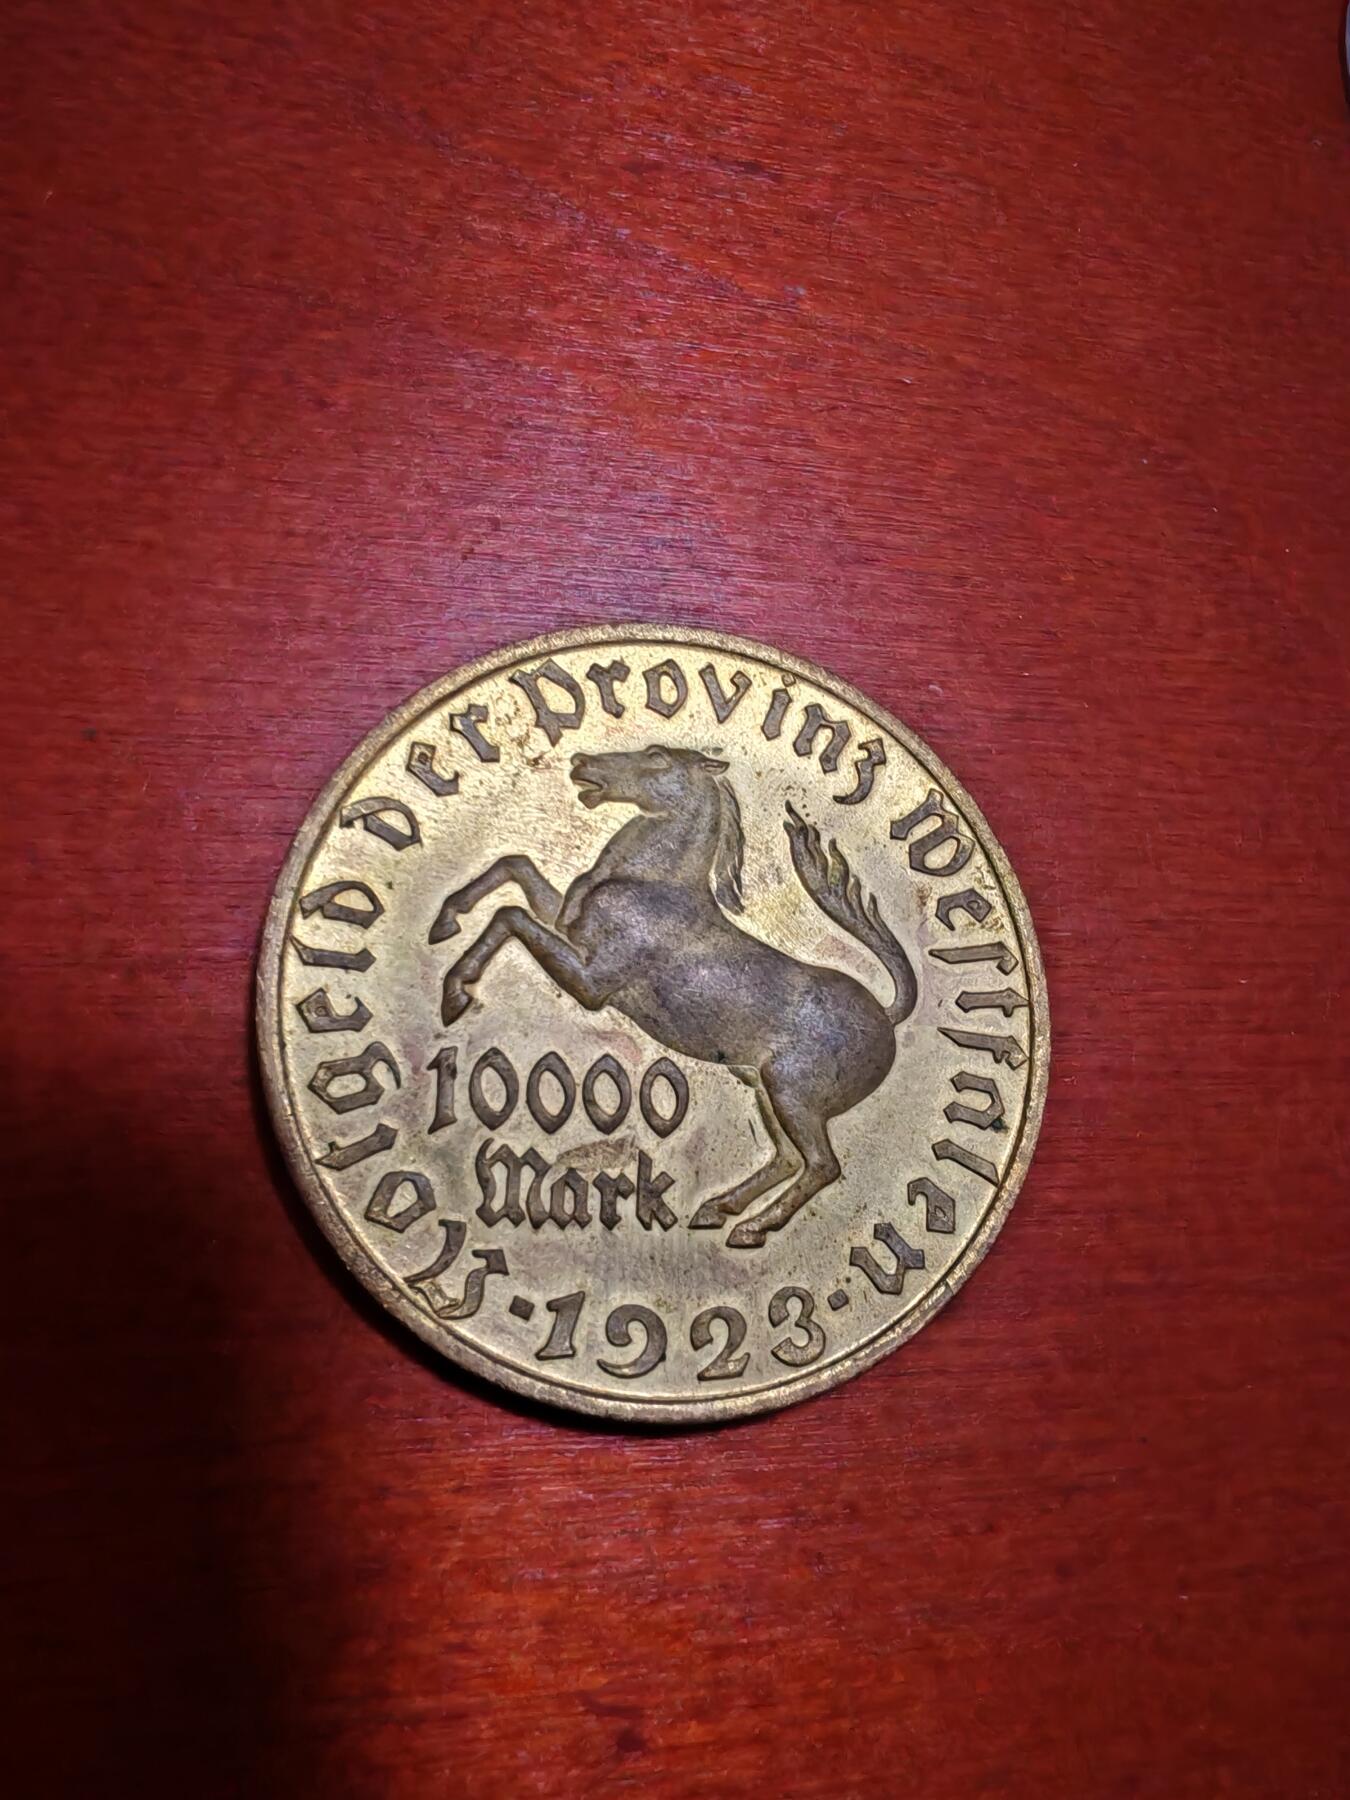 Notgeld der Provinz Westfalen
10000
Mark
·1923·